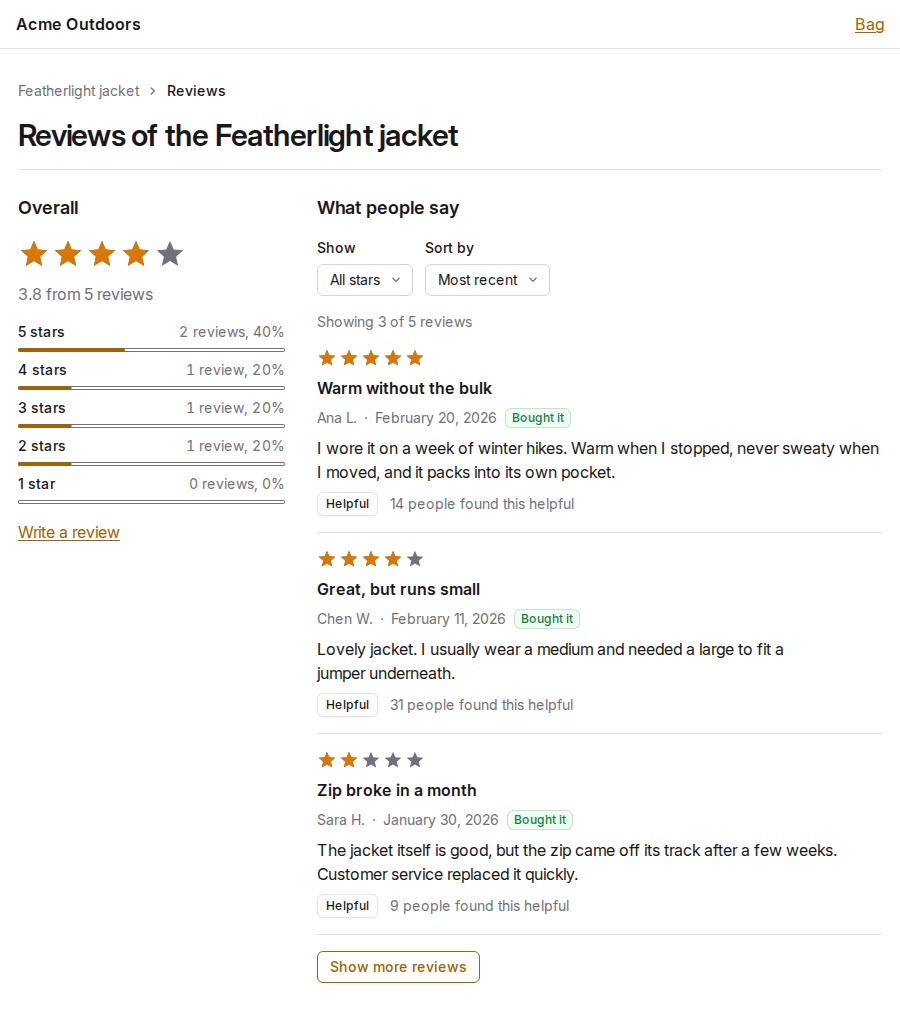 Acme Outdoors
Bag
Featherlight jacket
Reviews
Reviews of the Featherlight jacket
Overall
3.8 from 5 reviews
5 stars
2 reviews, 40%
4 stars
1 review, 20%
3 stars
1 review, 20%
2 stars
1 review, 20%
1 star
0 reviews, 0%
Write a review
What people say
Show
Sort by
All stars
Most recent
Showing 3 of 5 reviews
Warm without the bulk
Ana L. · February 20, 2026 Bought it
I wore it on a week of winter hikes. Warm when I stopped, never sweaty when
I moved, and it packs into its own pocket.
Helpful
14 people found this helpful
Great, but runs small
Chen W. · February 11, 2026 Bought it
Lovely jacket. I usually wear a medium and needed a large to fit a
jumper underneath.
Helpful
31 people found this helpful
Zip broke in a month
Sara H. · January 30, 2026 Bought it
The jacket itself is good, but the zip came off its track after a few weeks.
Customer service replaced it quickly.
Helpful
9 people found this helpful
Show more reviews